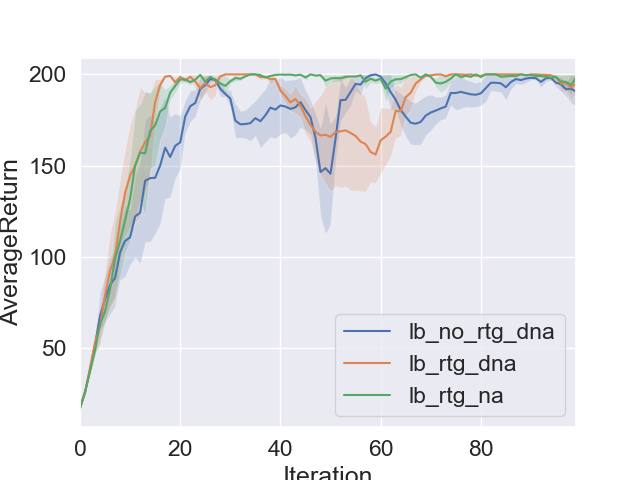 200
150
100
50
AverageReturn
lb_no_rtg_dna
lb_rtg_dna
lb_rtg_na
0 20 40 60 80
Iteration